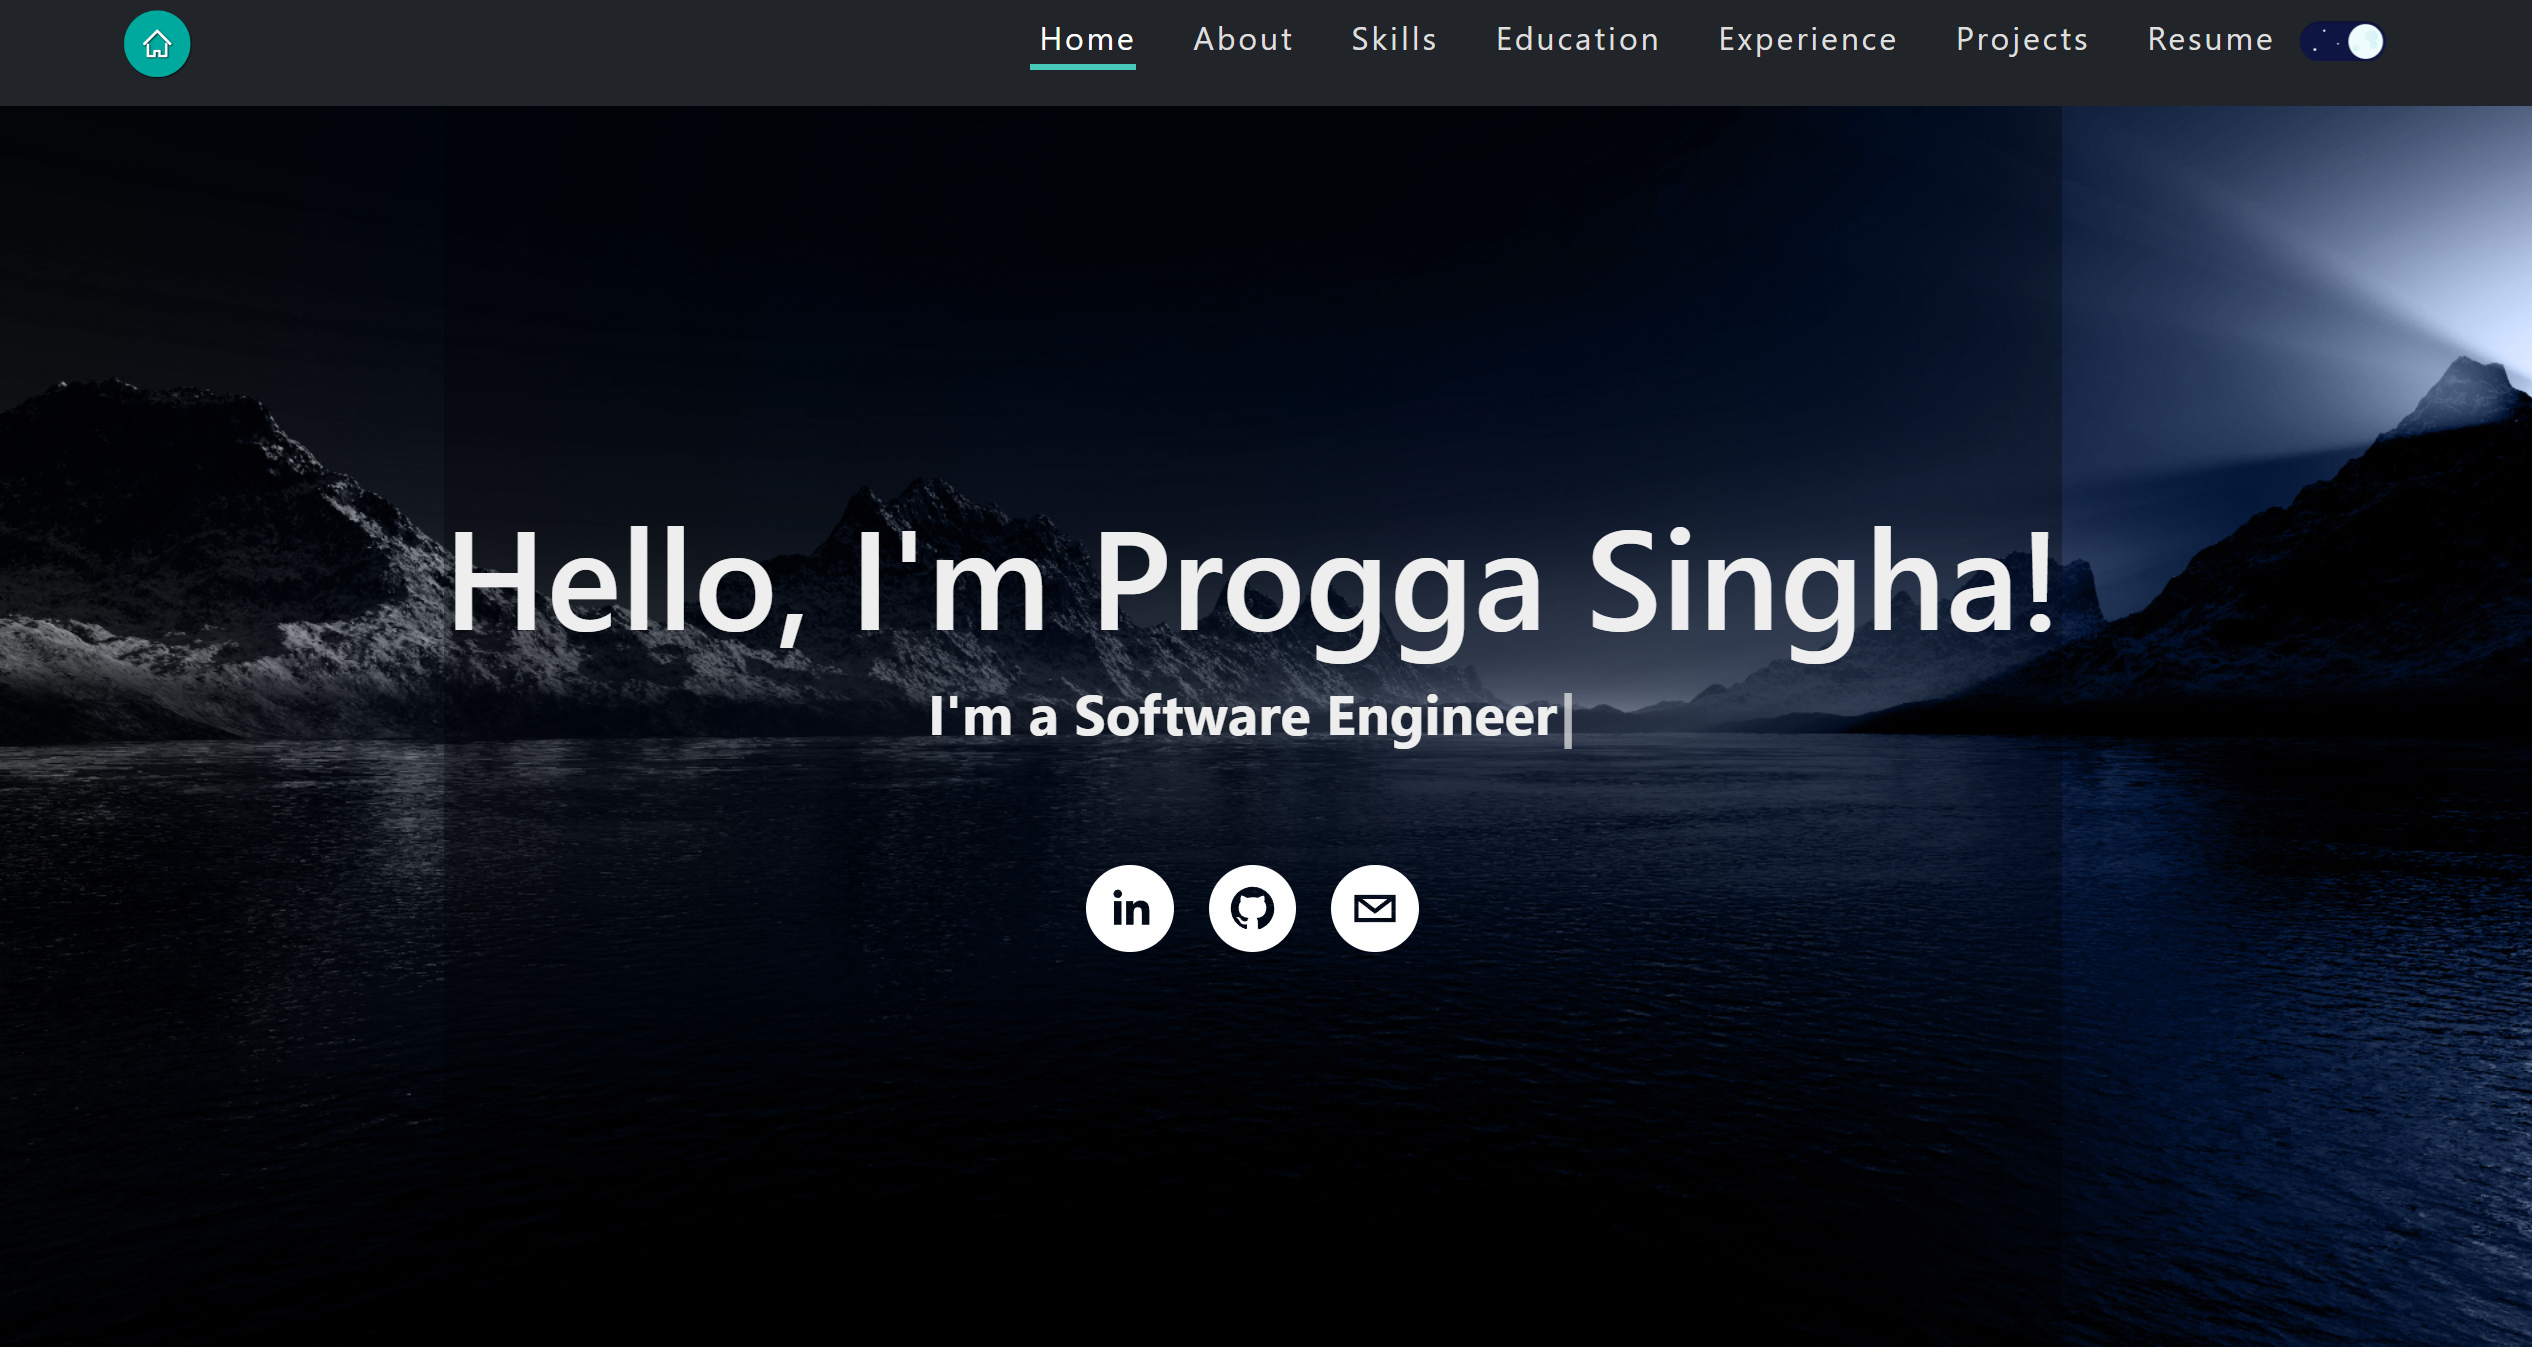 Home About Skills Education Experience Projects Resume
Hello, I'm Progga Singha!
I'm a Software Engineer|
in